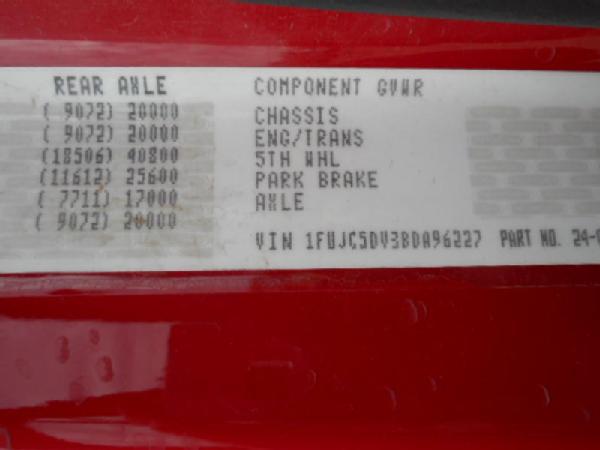 REAR AXLE COMPONENT GVWR
( 9072) 20000 CHASSIS
( 9072) 20000 ENG/TRANS
(18506) 40800 5TH WHL
(11612) 25600 PARK BRAKE
( 7711) 17000 AXLE
( 9072) 20000
VIN 1FUJC5DV3BDA96227 PART NO. 24-